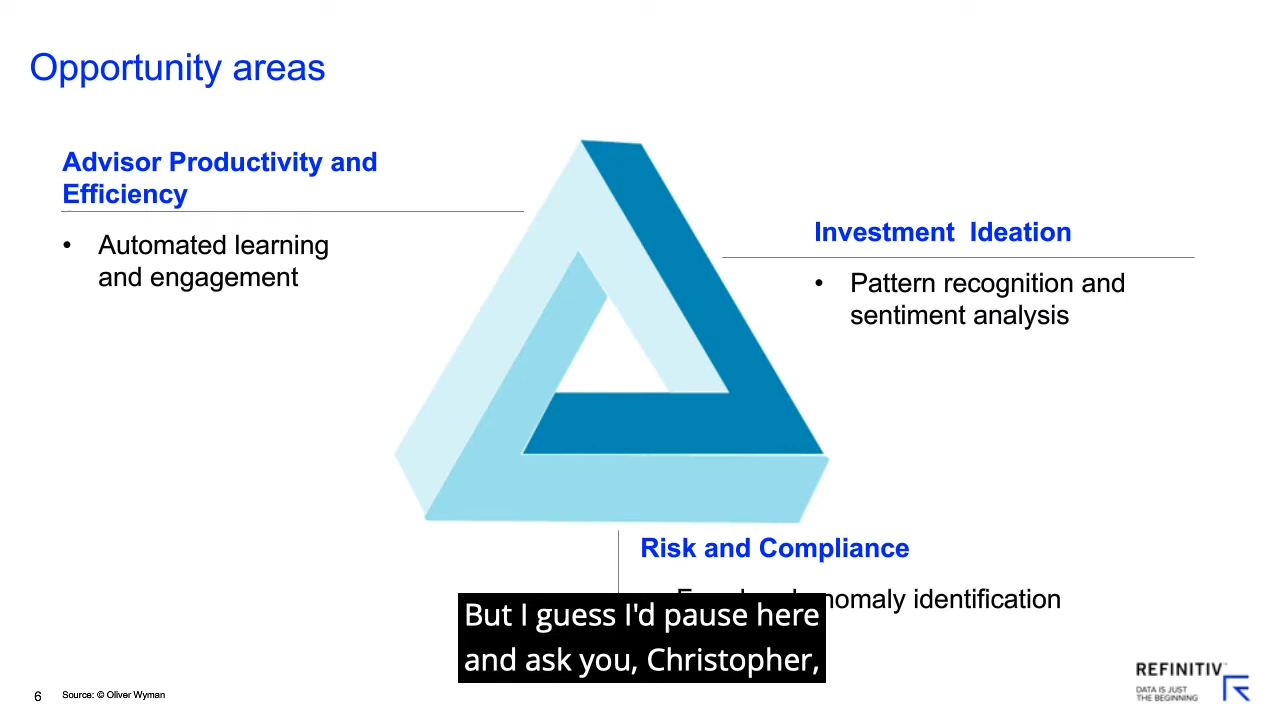 Opportunity areas
Advisor Productivity and
Efficiency
• Automated learning
and engagement
Investment Ideation
• Pattern recognition and
sentiment analysis
Risk and Compliance
identification
But I guess I'd pause here
and ask you, Christopher,
6
Source: © Oliver Wyman
REFINITIV
DATA IS JUST
THE BEGINNING